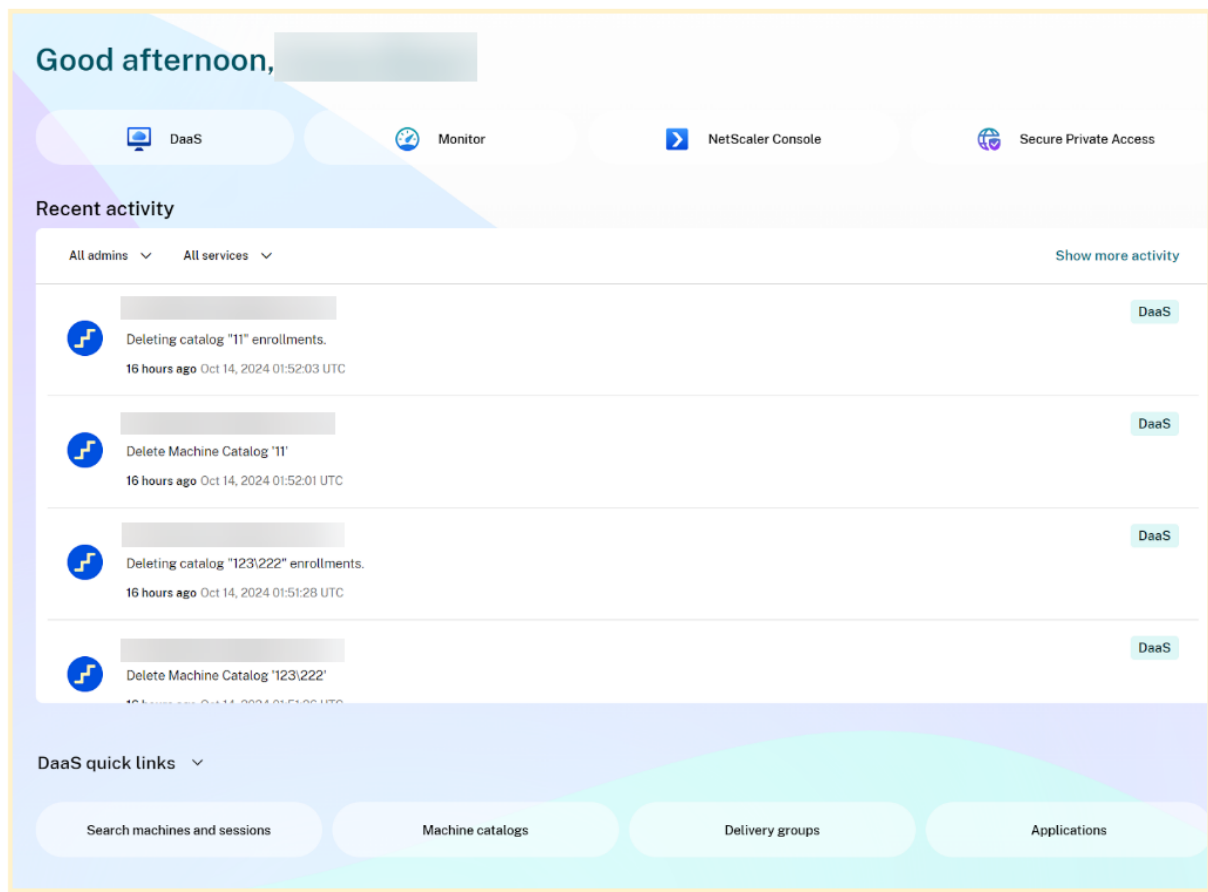 Good afternoon,
DaaS
Monitor
NetScaler Console
Secure Private Access
Recent activity
All admins
All services
Show more activity
DaaS
Deleting catalog "11" enrollments.
16 hours ago Oct 14, 2024 01:52:03 UTC
DaaS
Delete Machine Catalog '11'
16 hours ago Oct 14, 2024 01:52:01 UTC
DaaS
Deleting catalog "123\222" enrollments.
16 hours ago Oct 14, 2024 01:51:28 UTC
DaaS
Delete Machine Catalog '123\222'
DaaS quick links
Search machines and sessions
Machine catalogs
Delivery groups
Applications